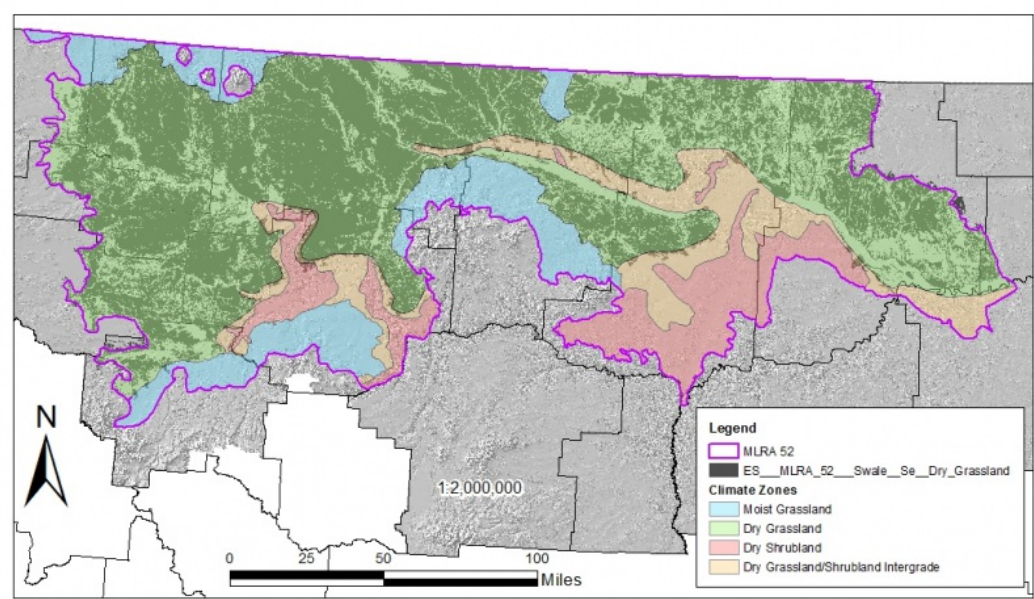 N
1:2,000,000
0 25 50 100
Miles
Legend
MLRA 52
ES___MLRA_52___Swale__Se__Dry_Grassland
Climate Zones
Moist Grassland
Dry Grassland
Dry Shrubland
Dry Grassland/Shrubland Intergrade